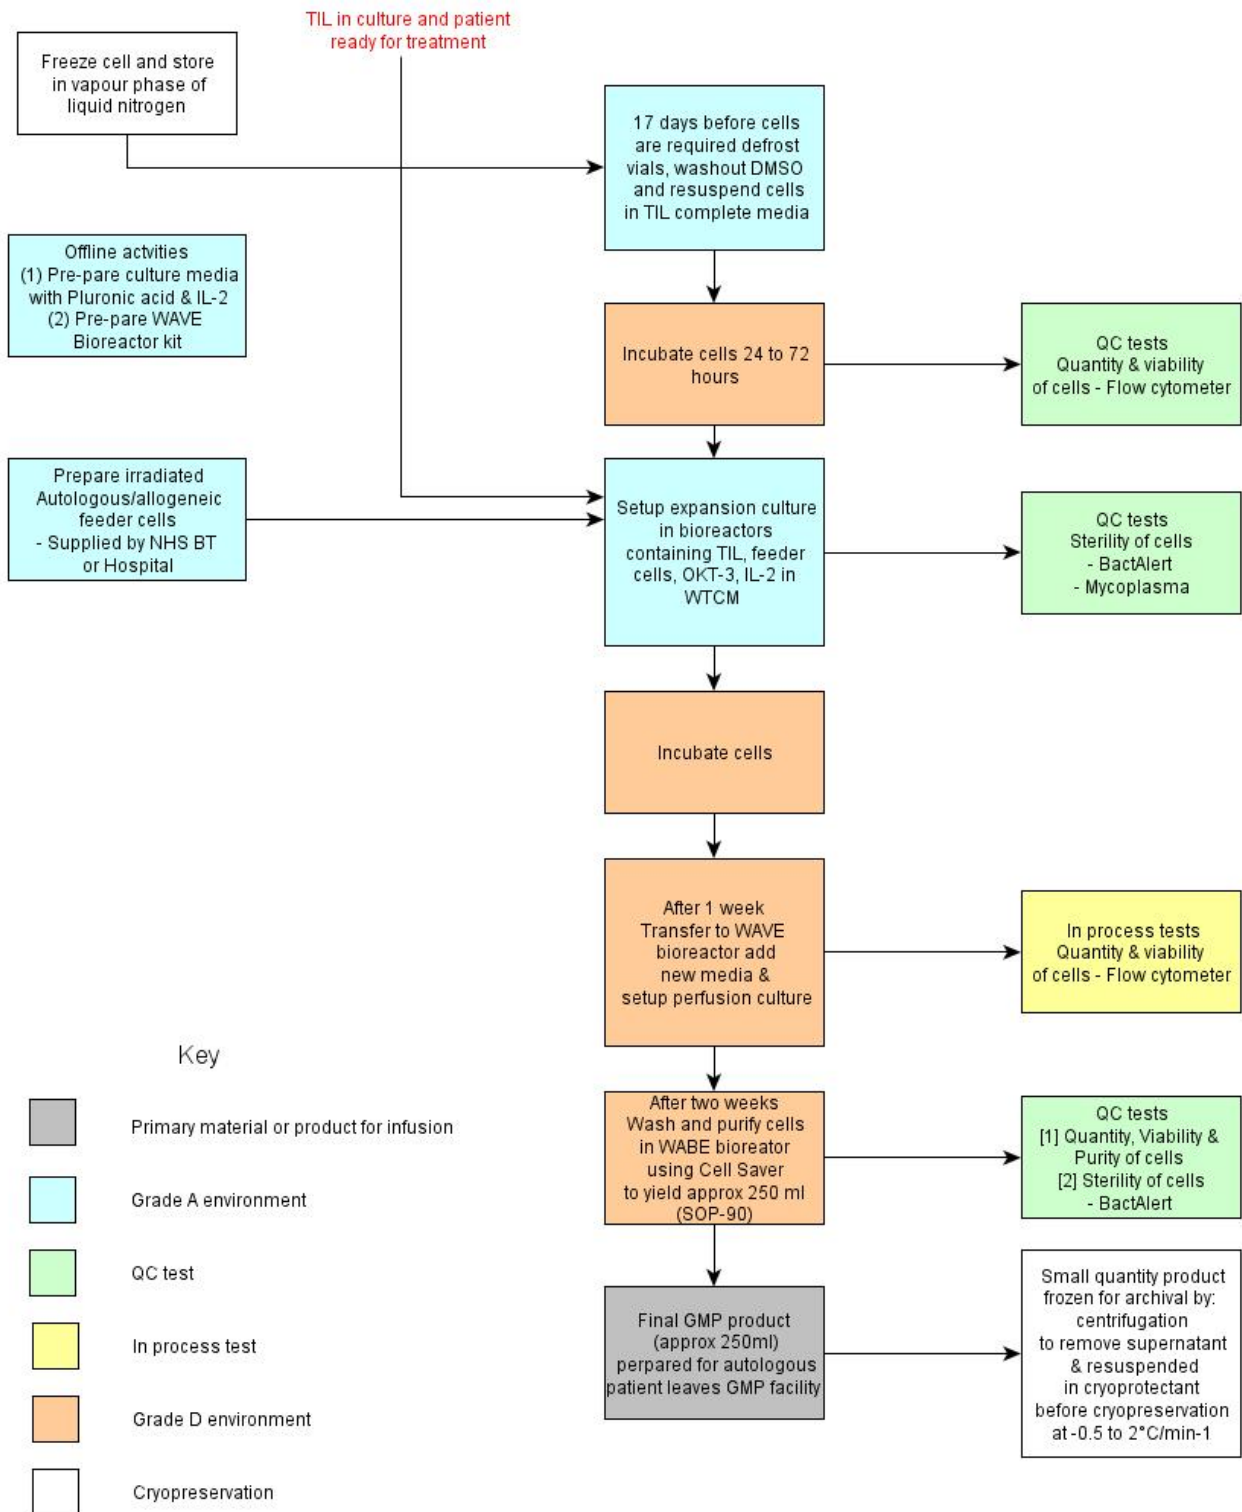 TIL in culture and patient
ready for treatment
Freeze cell and store
in vapour phase of
liquid nitrogen
17 days before cells
are required defrost
vials, washout DMSO
and resuspend cells
in TIL complete media
Offline actvities
(1) Pre-pare culture media
with Pluronic acid & IL-2
(2) Pre-pare WAVE
Bioreactor kit
Incubate cells 24 to 72
hours
QC tests
Quantity & viability
of cells - Flow cytometer
Prepare irradiated
Autologous/allogeneic
feeder cells
- Supplied by NHS BT
or Hospital
Setup expansion culture
in bioreactors
containing TIL, feeder
cells, OKT-3, IL-2 in
WTCM
QC tests
Sterility of cells
- BactAlert
- Mycoplasma
Incubate cells
After 1 week
Transfer to WAVE
bioreactor add
new media &
setup perfusion culture
In process tests
Quantity & viability
of cells - Flow cytometer
After two weeks
Wash and purify cells
in WABE bioreator
using Cell Saver
to yield approx 250 ml
(SOP-90)
QC tests
[1] Quantity, Viability &
Purity of cells
[2] Sterility of cells
- BactAlert
Final GMP product
(approx 250ml)
perpared for autologous
patient leaves GMP facility
Small quantity product
frozen for archival by:
centrifugation
to remove supernatant
& resuspended
in cryoprotectant
before cryopreservation
at -0.5 to 2°C/min-1
Key
Primary material or product for infusion
Grade A environment
QC test
In process test
Grade D environment
Cryopreservation